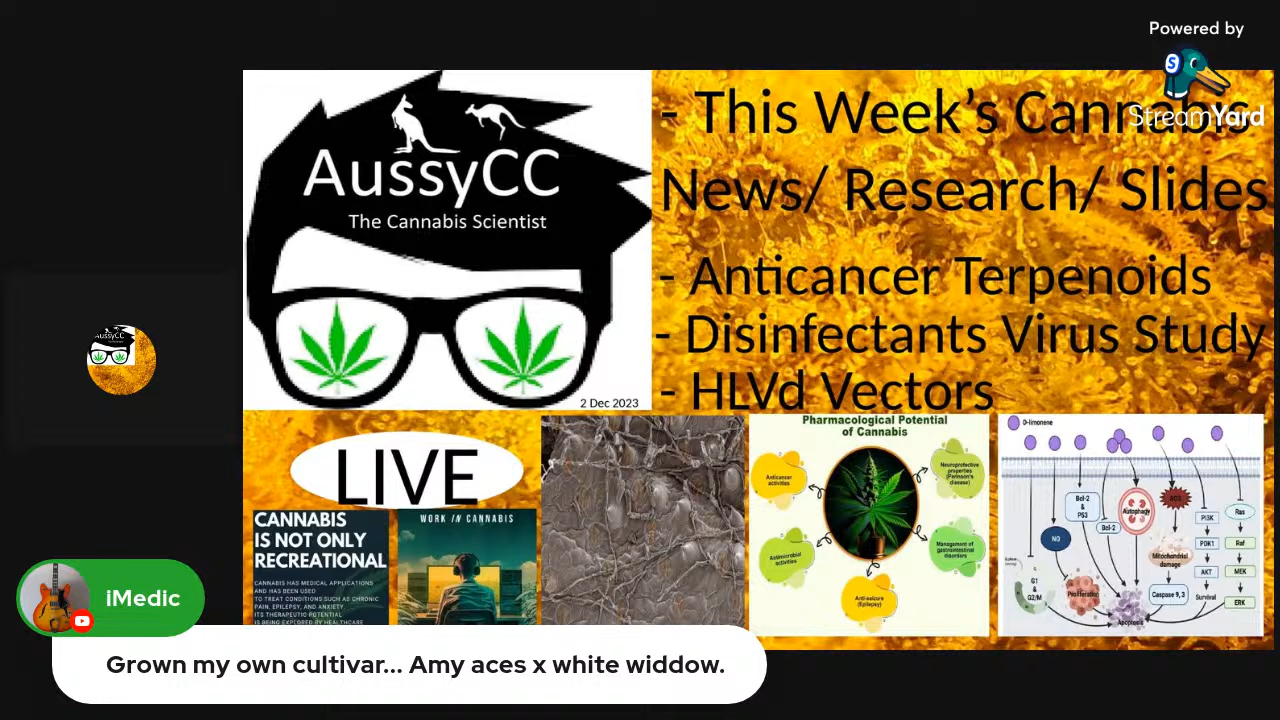 Powered by
StreamYard
AussyCC
The Cannabis Scientist
2 Dec 2023
- This Week's Cannabis
News/ Research/ Slides
- Anticancer Terpenoids
- Disinfectants Virus Study
- HLVd Vectors
AussyCC
LIVE
CANNABIS
IS NOT ONLY
RECREATIONAL
CANNABIS HAS MEDICAL APPLICATIONS
AND HAS BEEN USED
TO TREAT CONDITIONS SUCH AS CHRONIC
PAIN, EPILEPSY, AND ANXIETY
ITS THERAPEUTIC POTENTIAL
IS BEING EXPLORED BY HEALTHCARE
WORK IN CANNABIS
Pharmacological Potential
of Cannabis
Anticancer
activities
Neuroprotective
properties
(Parkinson's
disease)
Antimicrobial
activities
Management of
gastrointestinal
disorders
Anti-seizure
(Epilepsy)
D-limonene
Bcl-2
&
P53
Bcl-2
Autophagy
ROS
NO
PI3K
PDK1
AKT
Survival
Ras
Raf
MEK
ERK
Mitochondrial
damage
Caspase 9, 3
G1
&
G2/M
Proliferation
Apoptosis
iMedic
Grown my own cultivar... Amy aces x white widdow.